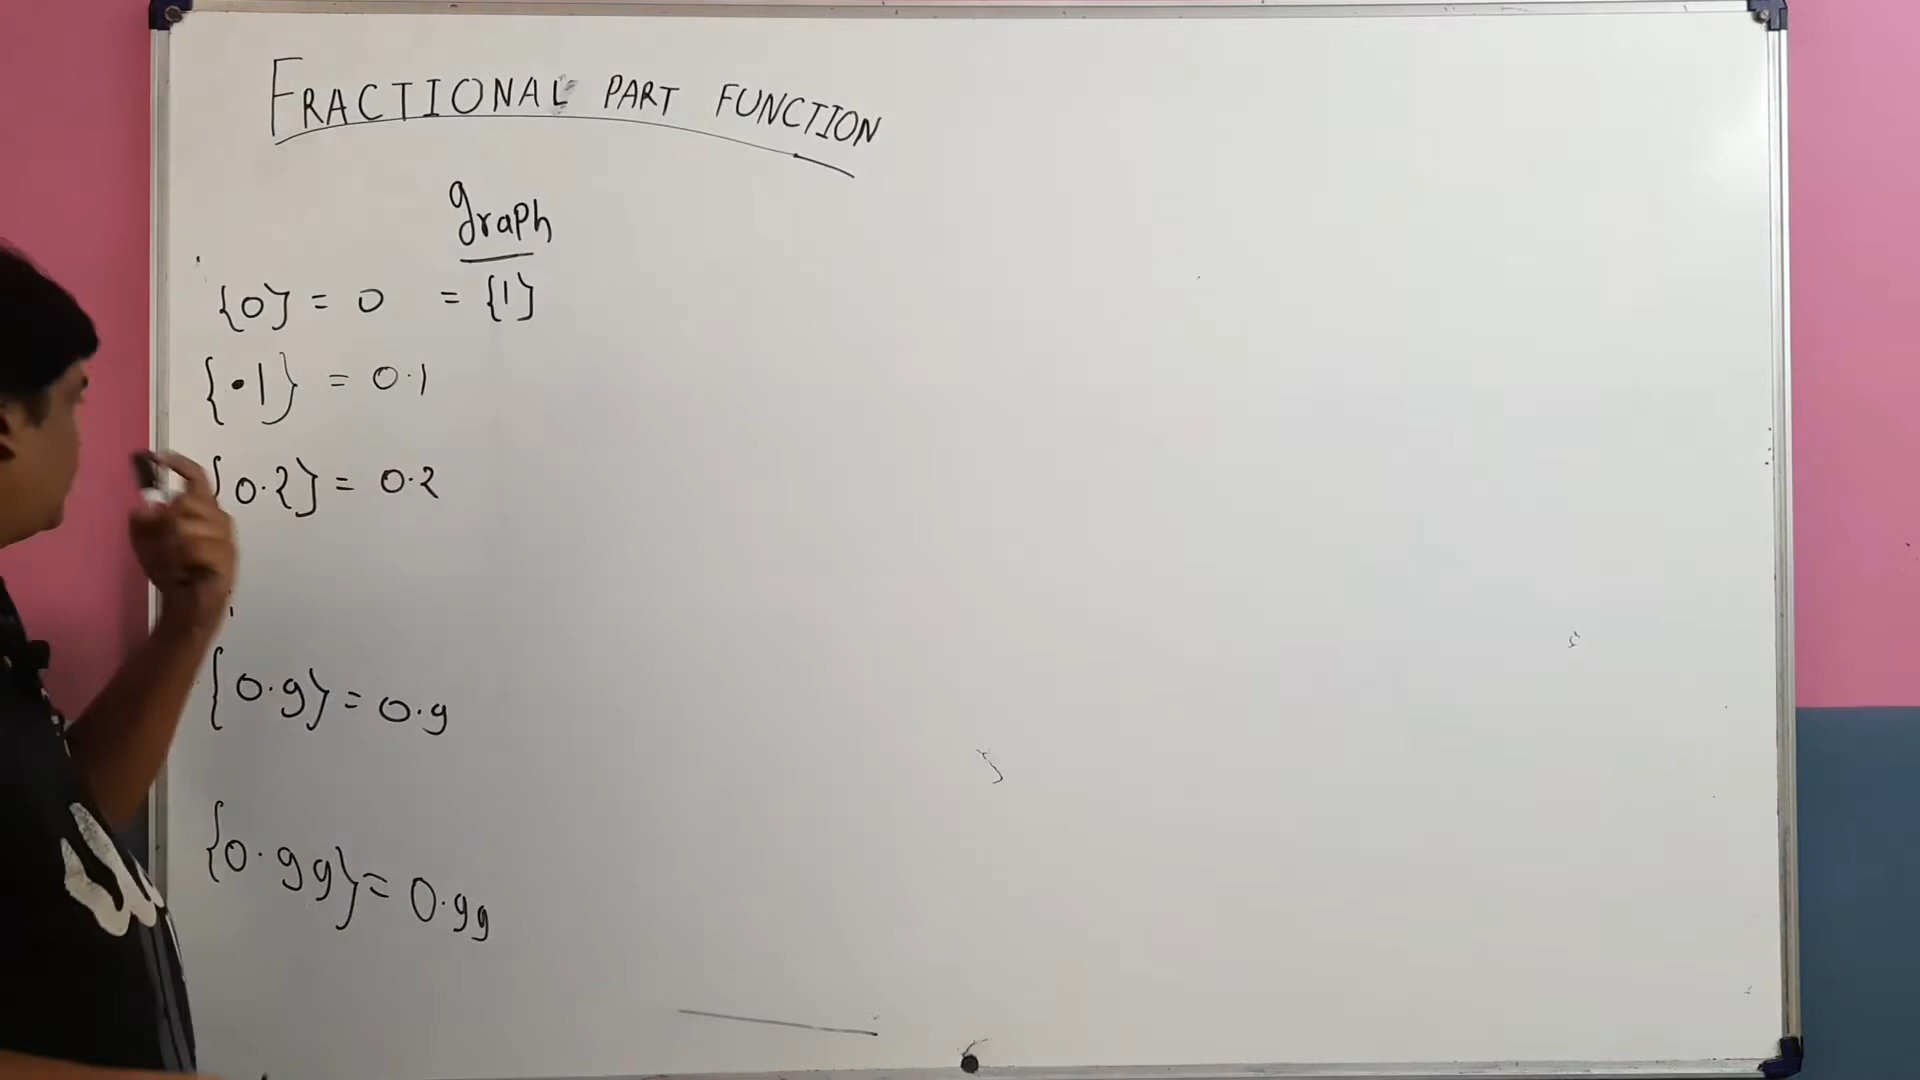 FRACTIONAL PART FUNCTION
graph
{0} = 0 = {1}
{.1} = 0.1
{0.2} = 0.2
{0.9} = 0.9
{0.99} = 0.99